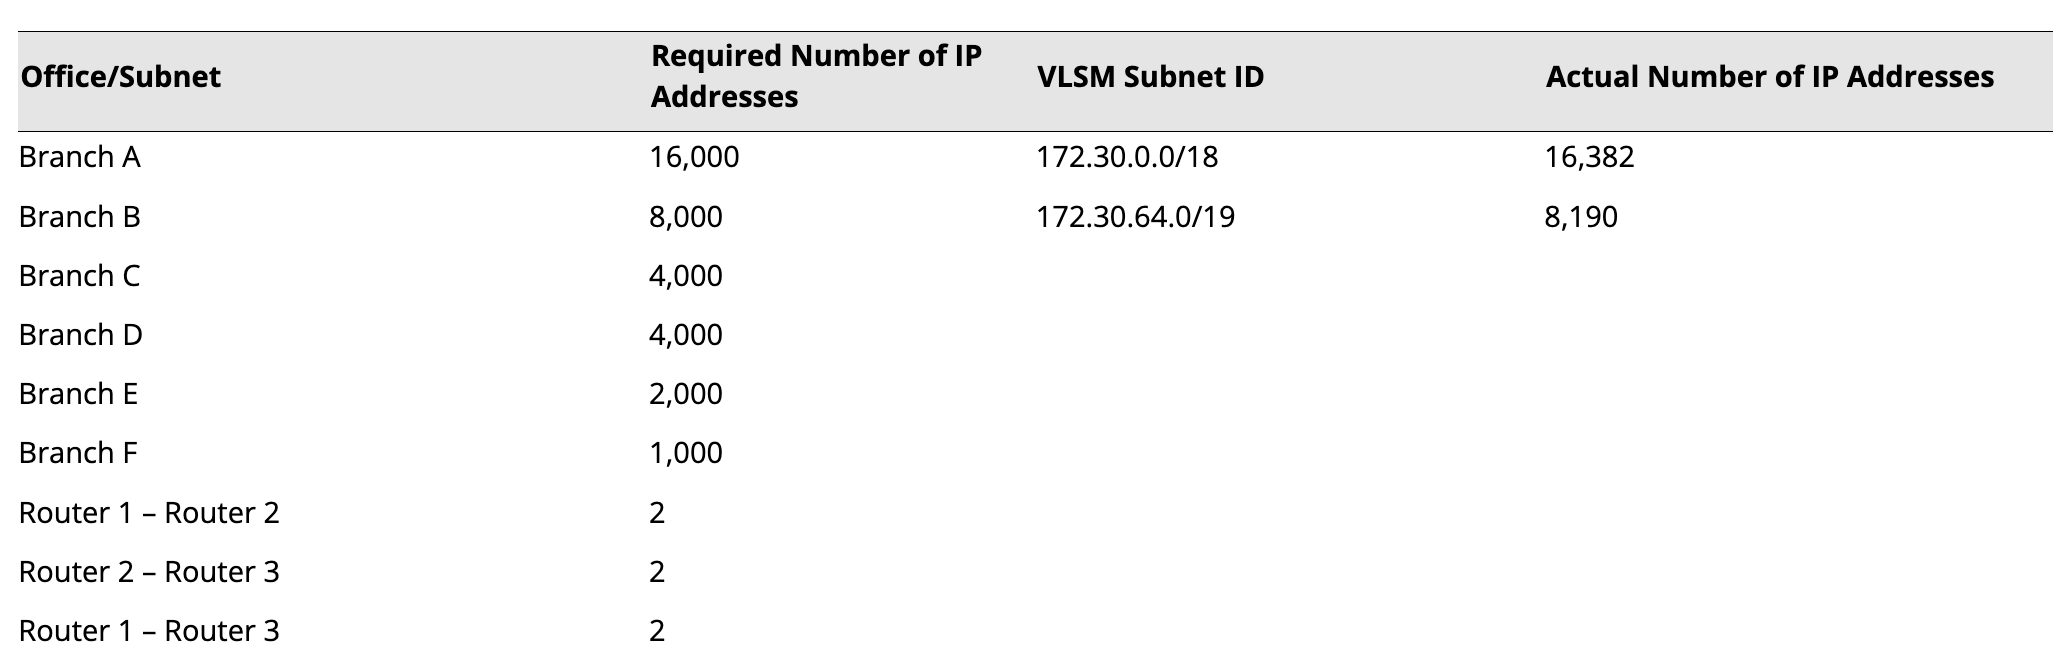 Office/Subnet Required Number of IP Addresses VLSM Subnet ID Actual Number of IP Addresses
Branch A 16,000 172.30.0.0/18 16,382
Branch B 8,000 172.30.64.0/19 8,190
Branch C 4,000
Branch D 4,000
Branch E 2,000
Branch F 1,000
Router 1 – Router 2 2
Router 2 – Router 3 2
Router 1 – Router 3 2